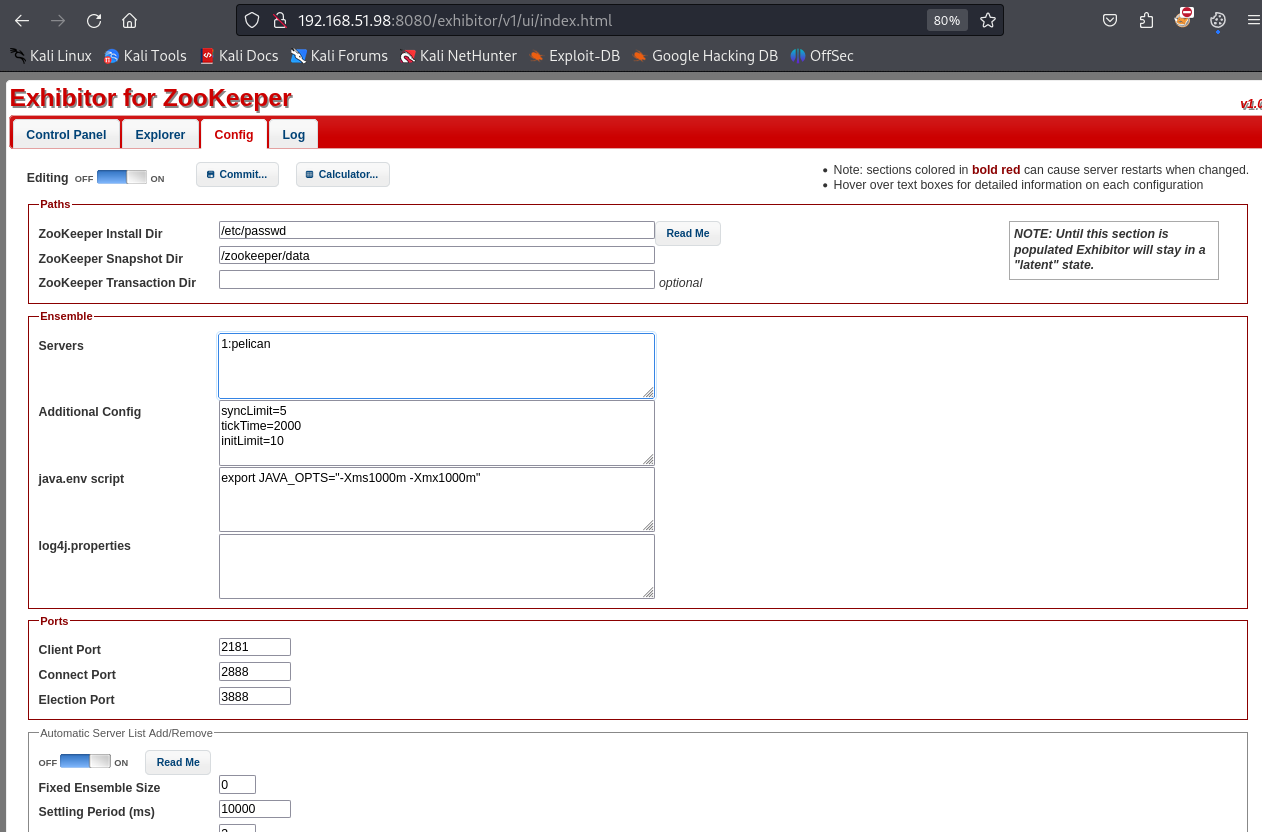 192.168.51.98:8080/exhibitor/v1/ui/index.html 80%
Kali Linux Kali Tools Kali Docs Kali Forums Kali NetHunter Exploit-DB Google Hacking DB OffSec
Exhibitor for ZooKeeper
v1.0
Control Panel Explorer Config Log
Editing OFF ON Commit... Calculator...
Note: sections colored in bold red can cause server restarts when changed.
Hover over text boxes for detailed information on each configuration
Paths
ZooKeeper Install Dir /etc/passwd Read Me
ZooKeeper Snapshot Dir /zookeeper/data
ZooKeeper Transaction Dir optional
NOTE: Until this section is
populated Exhibitor will stay in a
"latent" state.
Ensemble
Servers 1:pelican
Additional Config syncLimit=5
tickTime=2000
initLimit=10
java.env script export JAVA_OPTS="-Xms1000m -Xmx1000m"
log4j.properties
Ports
Client Port 2181
Connect Port 2888
Election Port 3888
Automatic Server List Add/Remove
OFF ON Read Me
Fixed Ensemble Size 0
Settling Period (ms) 10000